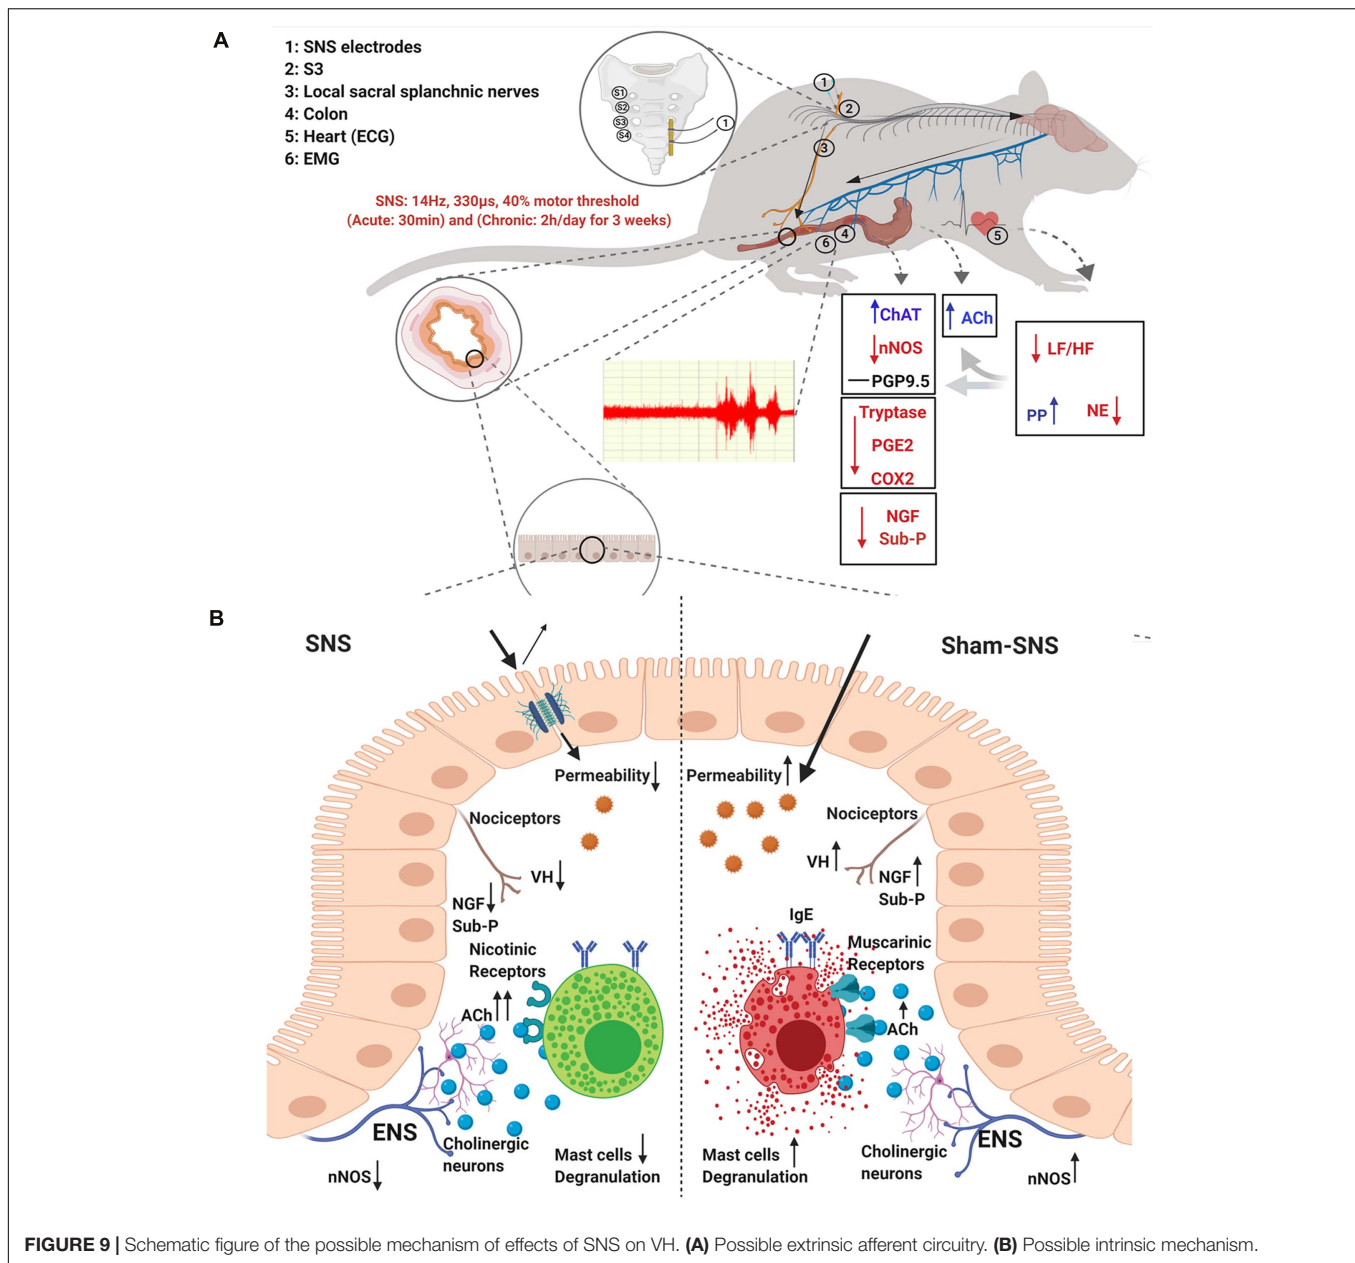 A
1: SNS electrodes
2: S3
3: Local sacral splanchnic nerves
4: Colon
5: Heart (ECG)
6: EMG
SNS: 14Hz, 330µs, 40% motor threshold
(Acute: 30min) and (Chronic: 2h/day for 3 weeks)
S1
S2
S3
S4
1
1
2
3
4
5
6
ChAT
nNOS
PGP9.5
ACh
LF/HF
PP
NE
Tryptase
PGE2
COX2
NGF
Sub-P
B
SNS
Sham-SNS
Permeability
Permeability
Nociceptors
Nociceptors
VH
VH
NGF
Sub-P
NGF
Sub-P
Nicotinic
Receptors
IgE
Muscarinic
Receptors
ACh
ACh
ENS
ENS
Cholinergic
neurons
Cholinergic
neurons
Mast cells
Degranulation
Mast cells
Degranulation
nNOS
nNOS
FIGURE 9 | Schematic figure of the possible mechanism of effects of SNS on VH. (A) Possible extrinsic afferent circuitry. (B) Possible intrinsic mechanism.